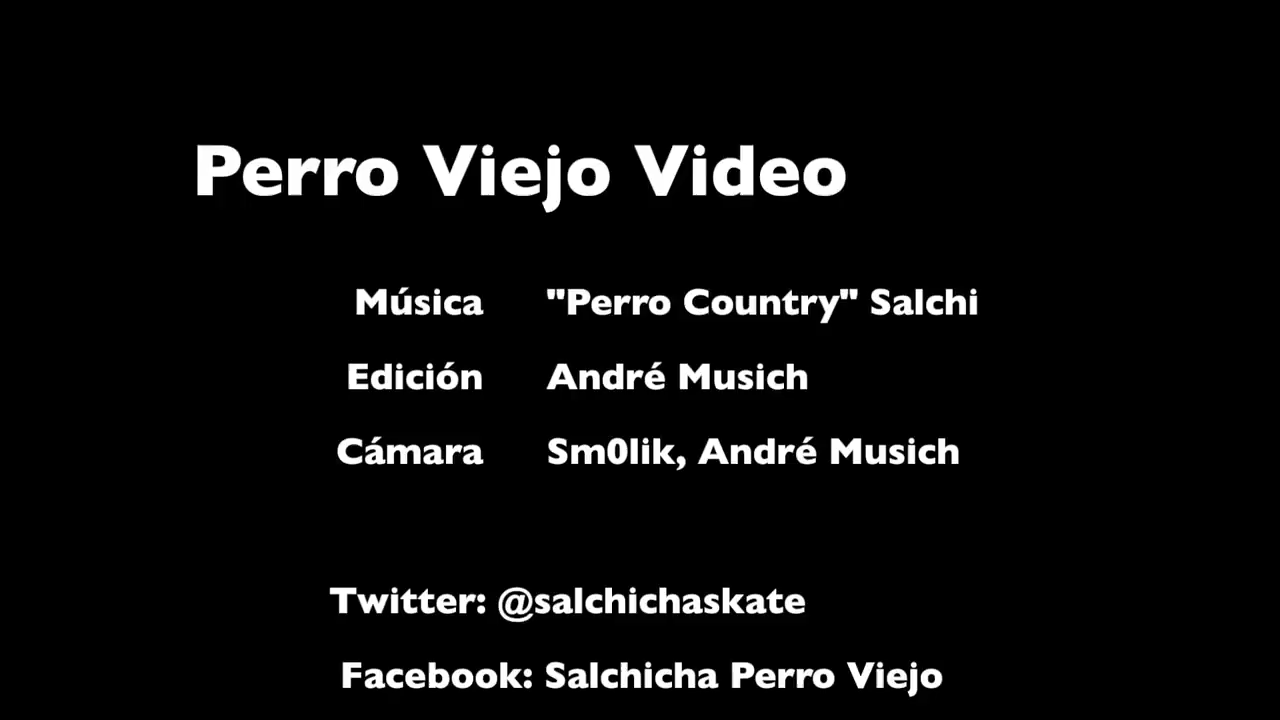 Perro Viejo Video
Música "Perro Country" Salchi
Edición André Musich
Cámara Sm0lik, André Musich
Twitter: @salchichaskate
Facebook: Salchicha Perro Viejo